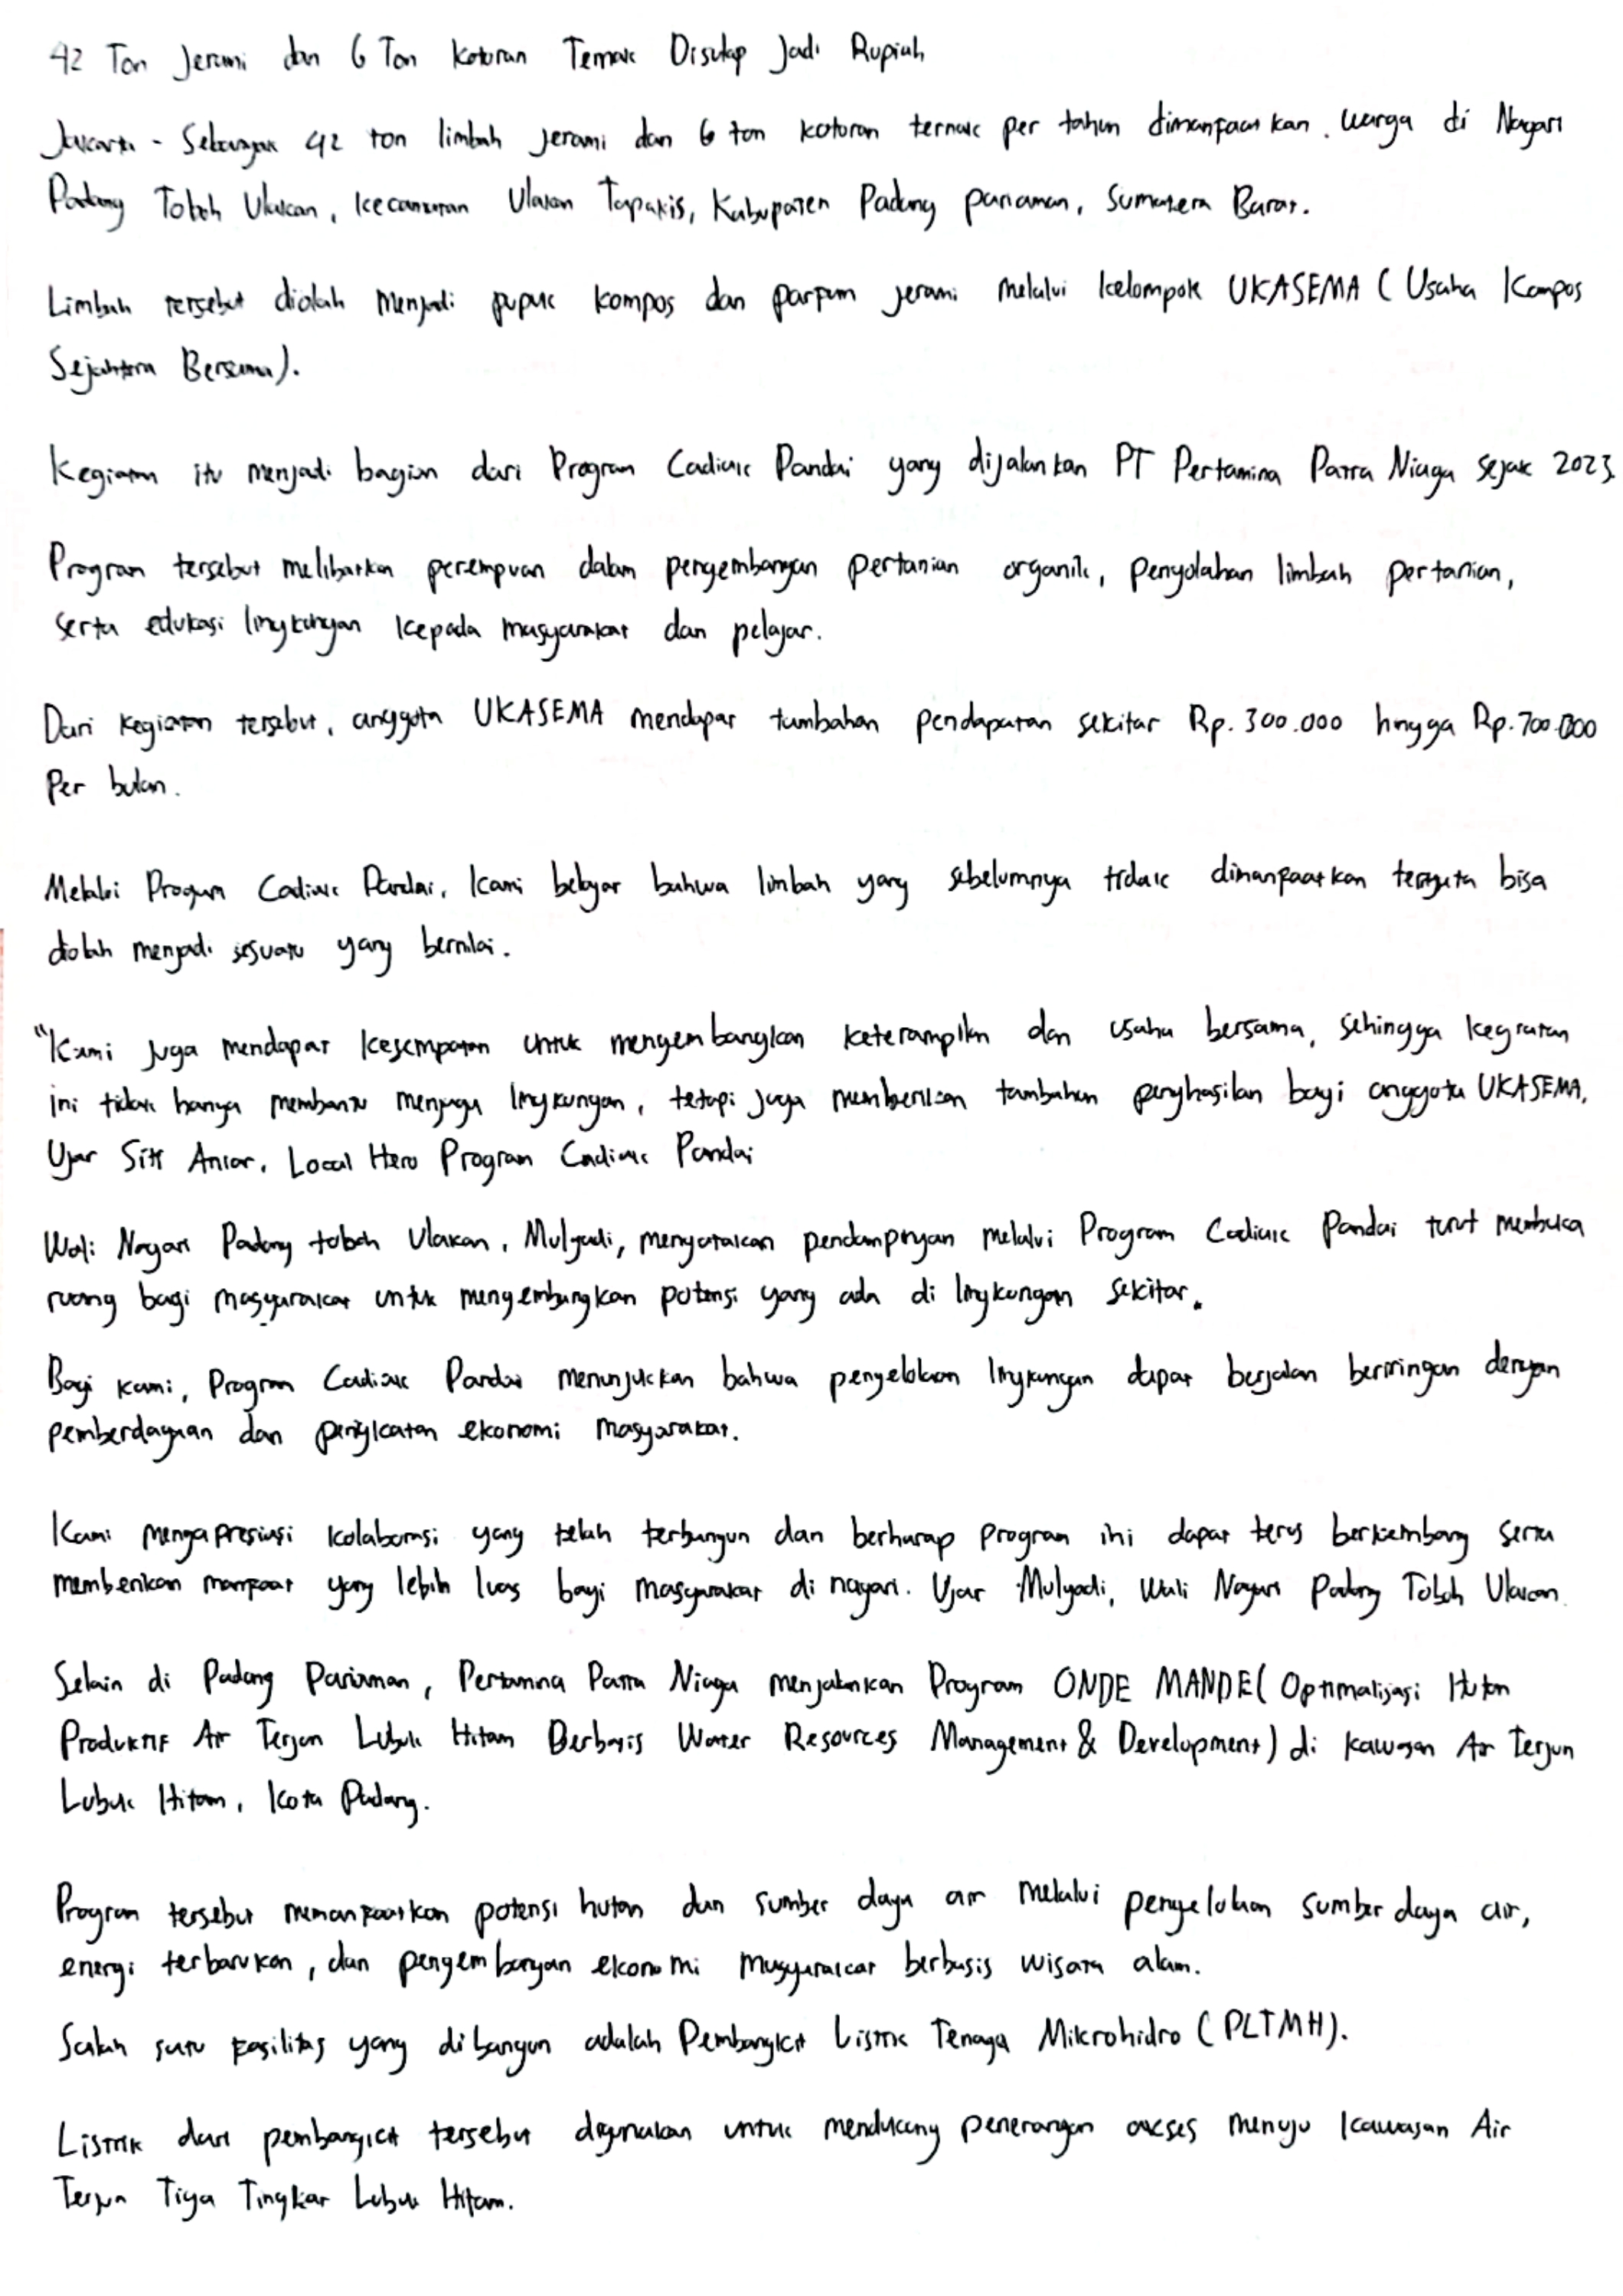 42 Ton Jerami dan 6 Ton Kotoran Ternak Disulap Jadi Rupiah
Jakarta - Sebanyak 42 ton limbah jerami dan 6 ton kotoran ternak per tahun dimanfaatkan. warga di Nagari
Padang Toboh Ulakan, Kecamatan Ulakan Tapakis, Kabupaten Padang pariaman, Sumatera Barat.
Limbah tersebut diolah menjadi pupuk kompos dan parfum jerami melalui kelompok UKASEMA (Usaha Kompos
Sejahtera Bersama).
Kegiatan itu menjadi bagian dari Program Cadiak Pandai yang dijalankan PT Pertamina Patra Niaga sejak 2023.
Program tersebut melibatkan perempuan dalam pengembangan pertanian organik, pengolahan limbah pertanian,
serta edukasi lingkungan kepada masyarakat dan pelajar.
Dari kegiatan tersebut, anggota UKASEMA mendapat tambahan pendapatan sekitar Rp. 300.000 hingga Rp. 700.000
Per bulan.
Melalui Program Cadiak Pandai, kami belajar bahwa limbah yang sebelumnya tidak dimanfaatkan ternyata bisa
diolah menjadi sesuatu yang bernilai.
"Kami juga mendapat kesempatan untuk mengembangkan keterampiln dan usaha bersama, sehingga kegiatan
ini tidak hanya membantu menjaga lingkungan, tetapi juga memberikan tambahan penghasilan bagi anggota UKASEMA,
Ujar Siti Aniar, Local Hero Program Cadiak Pandai
Wali Nagari Padang toboh Ulakan, Mulyadi, menyatakan pendampingan melalui Program Cadiak Pandai turut membuka
ruang bagi masyarakat untuk mengembangkan potensi yang ada di lingkungan sekitar.
Bagi kami, Program Cadiak Pandai menunjukkan bahwa pengelolaan lingkungan dapat berjalan beriringan dengan
pemberdayaan dan peningkatan ekonomi masyarakat.
Kami mengapresiasi kolaborasi yang telah terbangun dan berharap program ini dapat terus berkembang serta
memberikan manfaat yang lebih luas bagi masyarakat di nagari. Ujar Mulyadi, Wali Nagari Padang Toboh Ulakan.
Selain di Padang Pariaman, Pertamina Patra Niaga menjalankan Program ONDE MANDE (Optimalisasi Hutan
Produktif Air Terjun Lubuk Hitam Berbasis Water Resources Management & Development) di kawasan Air Terjun
Lubuk Hitam, Kota Padang.
Program tersebut memanfaatkan potensi hutan dan sumber daya air melalui pengelolaan sumber daya air,
energi terbarukan, dan pengembangan ekonomi masyarakat berbasis wisata alam.
Salah satu fasilitas yang dibangun adalah Pembangkit Listrik Tenaga Mikrohidro (PLTMH).
Listrik dari pembangkit tersebut digunakan untuk mendukung penerangan akses menuju kawasan Air
Terjun Tiga Tingkat Lubuk Hitam.